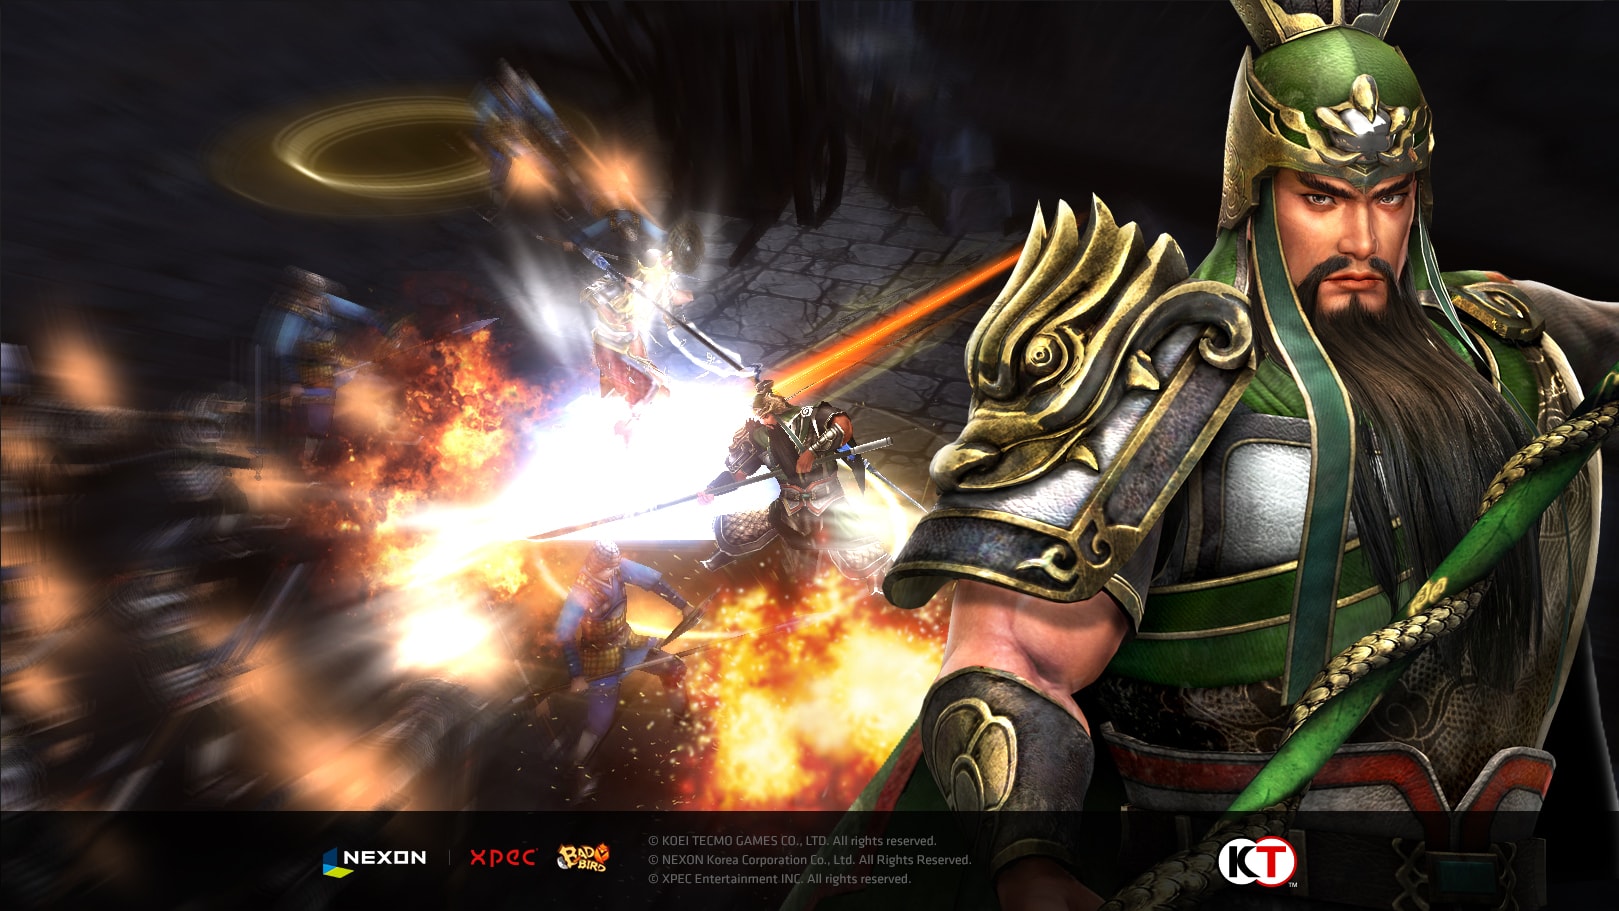 NEXON
xpec
BAD BIRD
© KOEI TECMO GAMES CO., LTD. All rights reserved.
© NEXON Korea Corporation Co., Ltd. All Rights Reserved.
© XPEC Entertainment INC. All rights reserved.
KT
TM